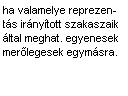 ha valamelye reprezen-
tás irányított szakaszaik
által meghat. egyenesek
merőlegesek egymásra.